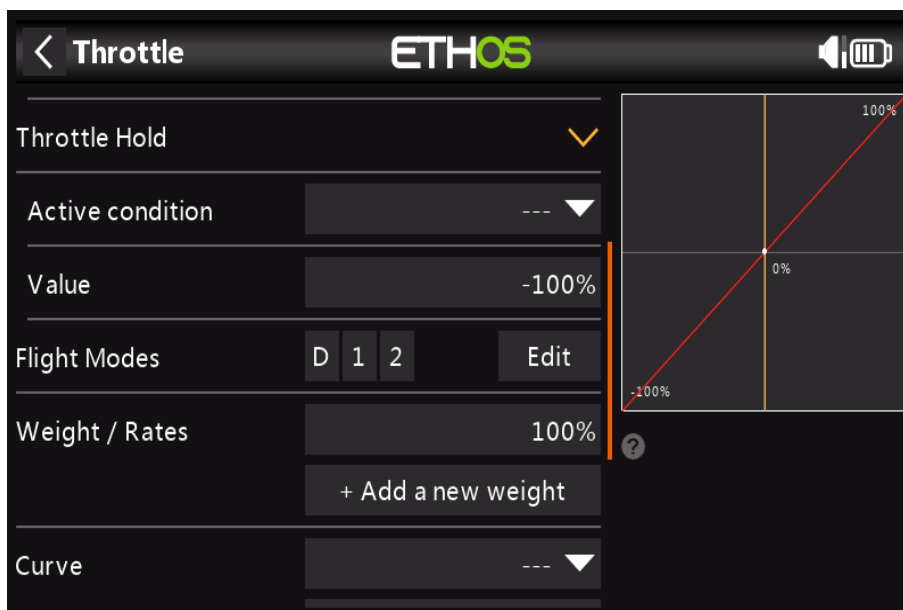 Throttle
ETHOS
Throttle Hold
Active condition
---
Value
-100%
Flight Modes
D 1 2
Edit
Weight / Rates
100%
+ Add a new weight
Curve
---
100%
0%
-100%
?